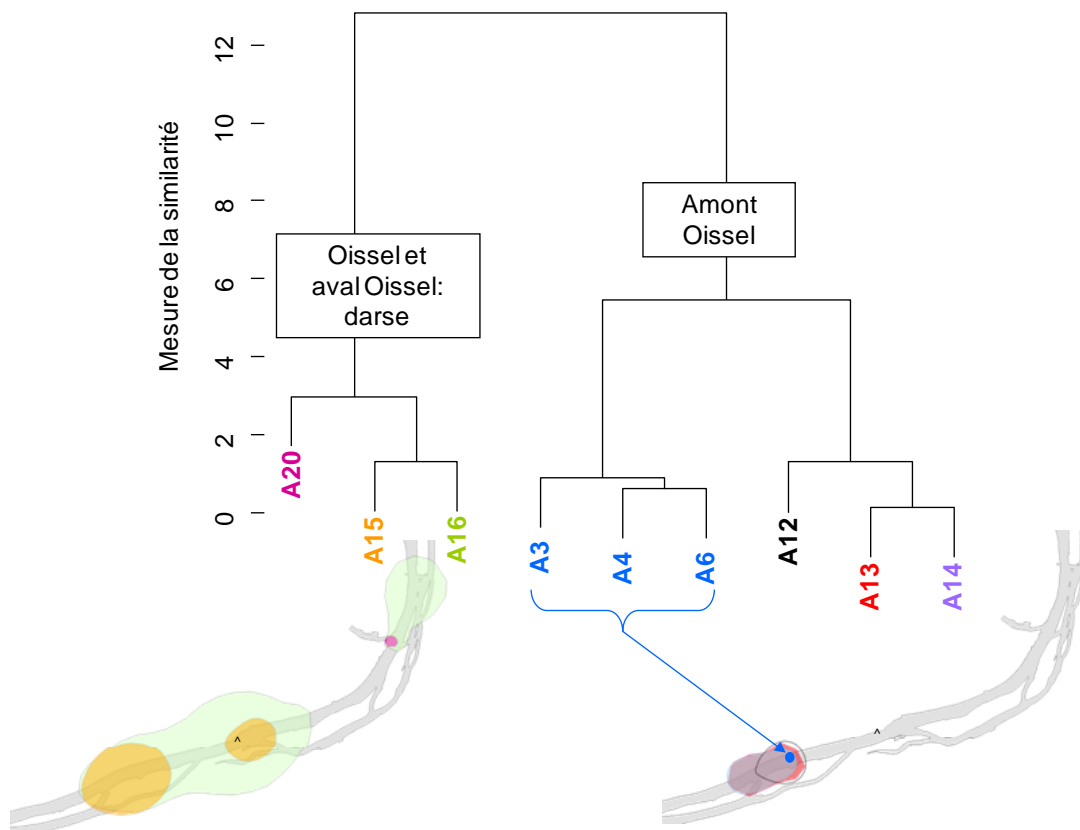 Mesure de la similarité
12
10
8
6
4
2
0
Amont
Oissel
Oissel et
aval Oissel:
darse
A20
A15
A16
A3
A4
A6
A12
A13
A14
^
^